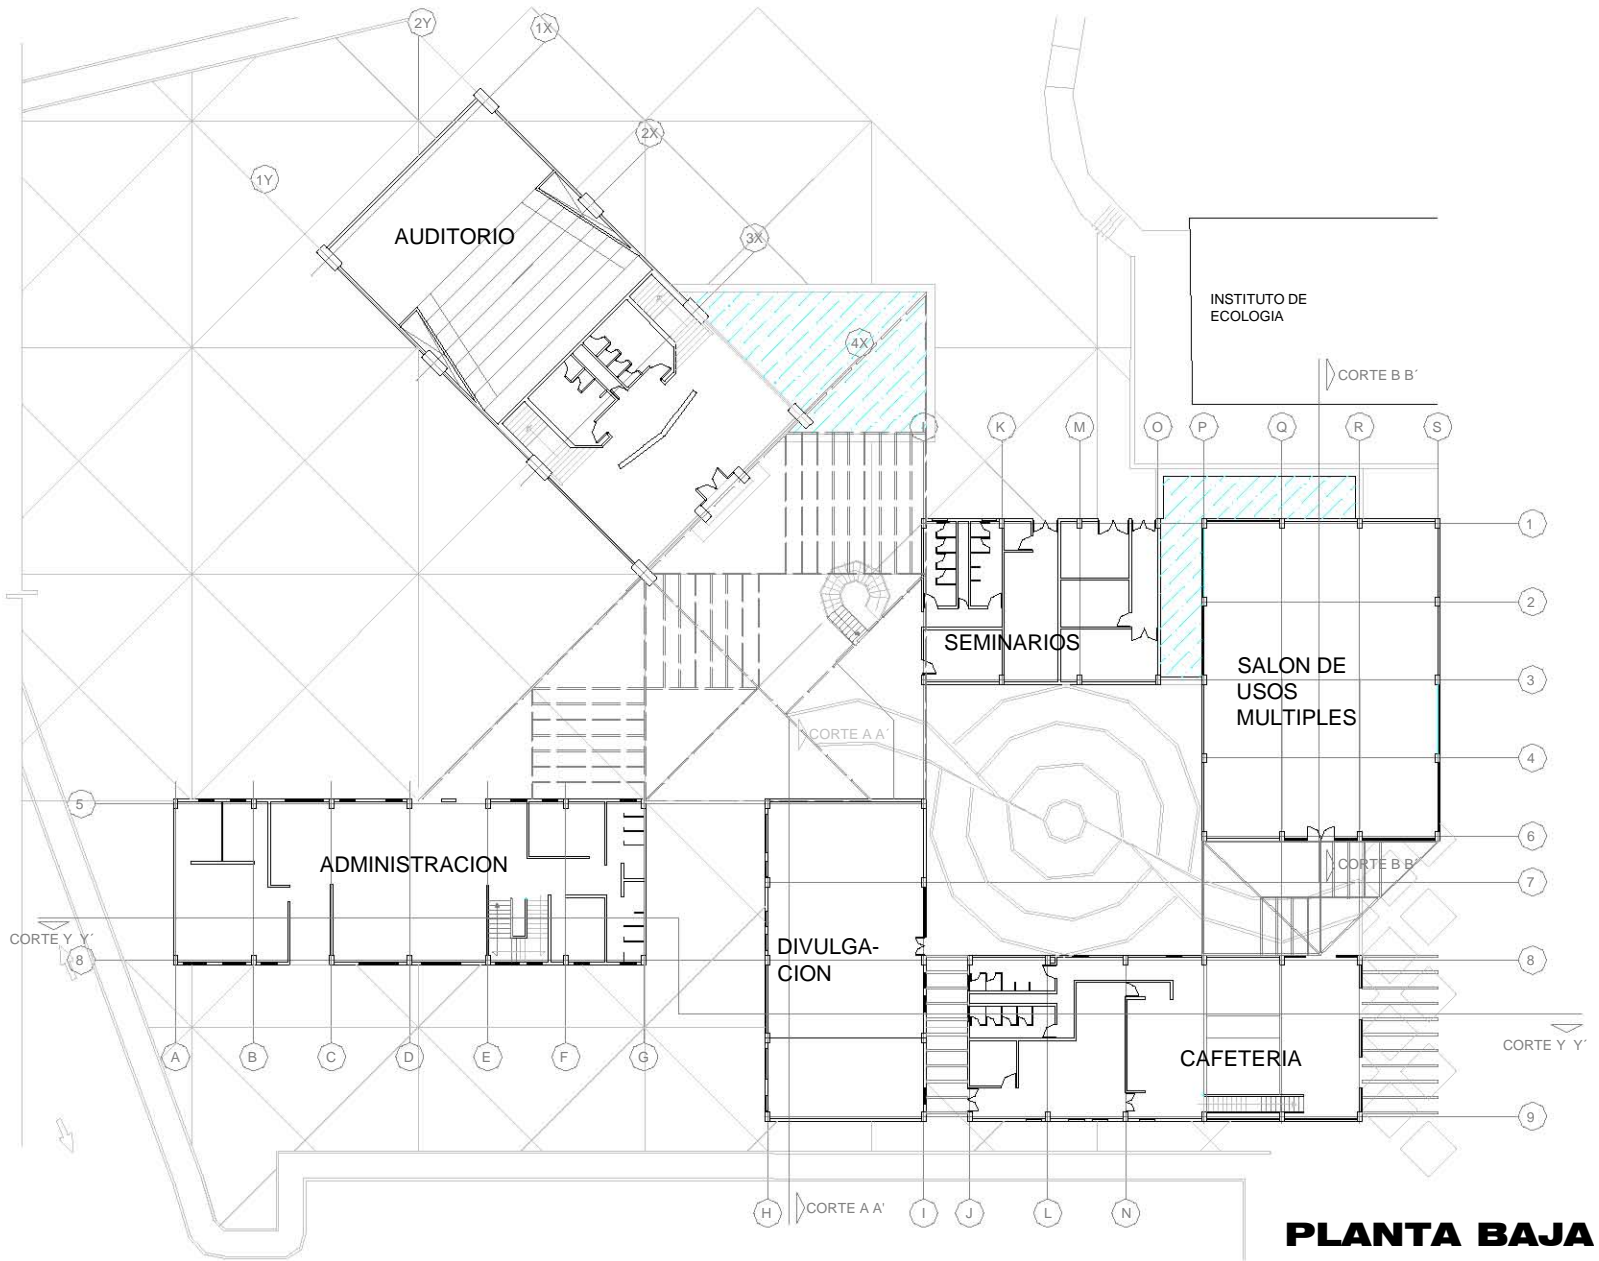 2Y
1X
2X
1Y
AUDITORIO
3X
INSTITUTO DE
ECOLOGIA
4X
CORTE B B´
I
K
M
O
P
Q
R
S
1
2
SEMINARIOS
SALON DE
USOS
MULTIPLES
3
CORTE A A´
4
5
6
ADMINISTRACION
CORTE B B´
7
CORTE Y Y´
DIVULGA-
CION
8
8
A
B
C
D
E
F
G
CAFETERIA
CORTE Y Y´
9
H
CORTE A A'
I
J
L
N
PLANTA BAJA